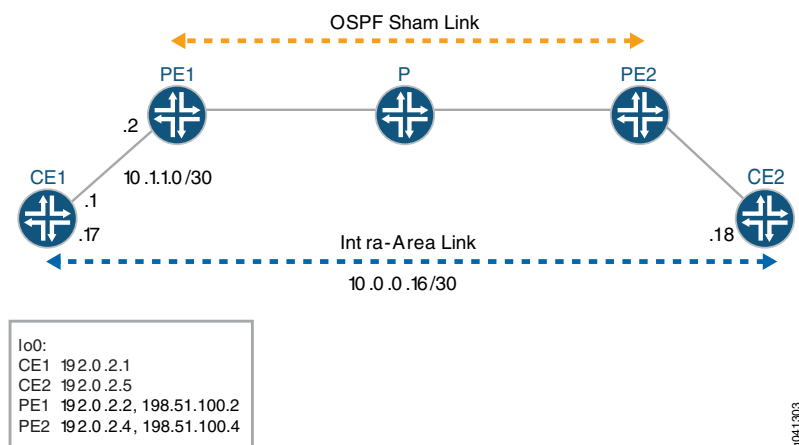 OSPF Sham Link
PE1
P
PE2
.2
10.1.1.0/30
CE1
.1
.17
CE2
.18
Intra-Area Link
10.0.0.16/30
lo0:
CE1 192.0.2.1
CE2 192.0.2.5
PE1 192.0.2.2, 198.51.100.2
PE2 192.0.2.4, 198.51.100.4